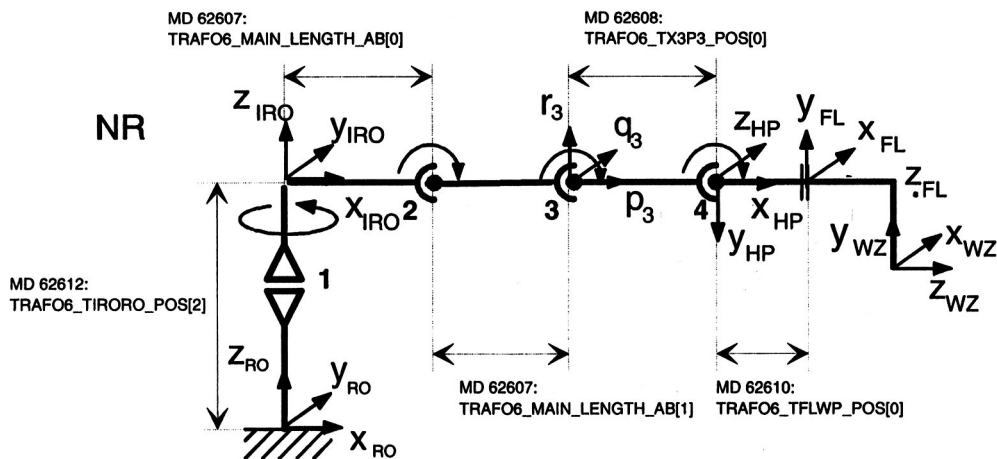 MD 62607:
TRAFO6_MAIN_LENGTH_AB[0]
MD 62608:
TRAFO6_TX3P3_POS[0]
NR
z IRO
y IRO
x IRO
r3
q3
p3
z HP
x HP
y HP
y FL
x FL
z FL
2
3
4
1
y WZ
x WZ
z WZ
MD 62612:
TRAFO6_TIRORO_POS[2]
z RO
y RO
x RO
MD 62607:
TRAFO6_MAIN_LENGTH_AB[1]
MD 62610:
TRAFO6_TFLWP_POS[0]